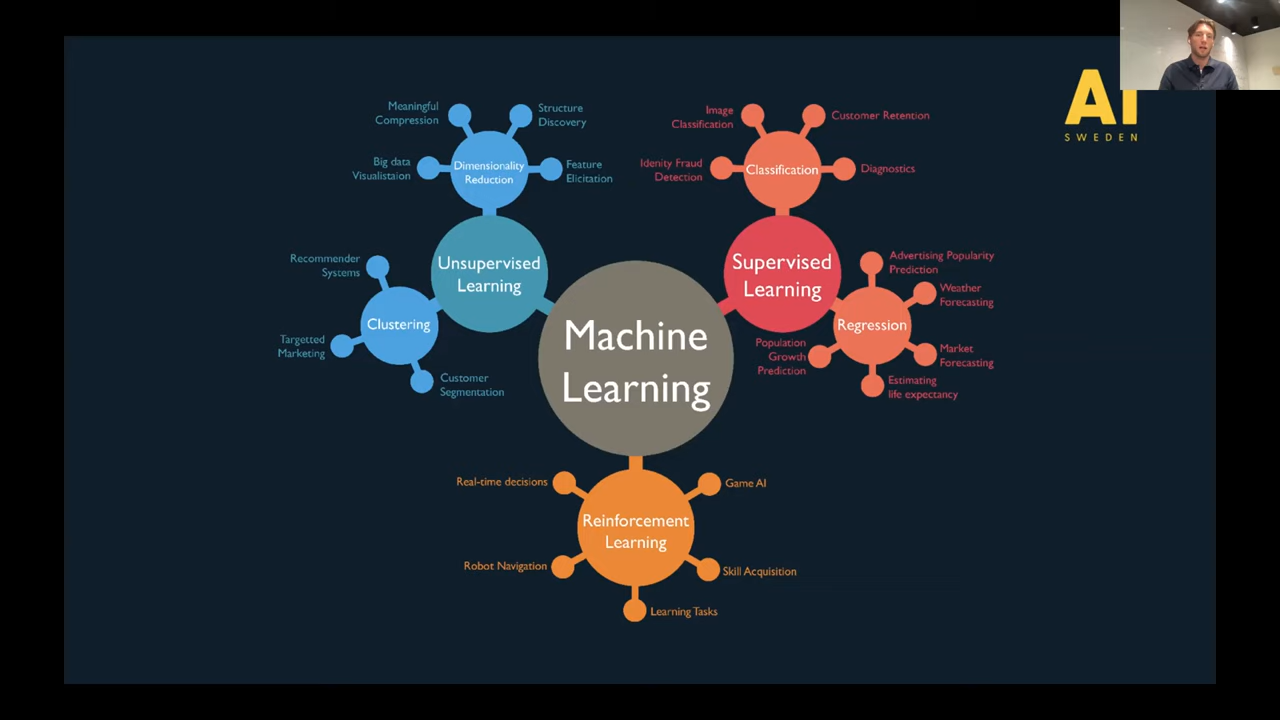 AI
SWEDEN
Meaningful
Compression
Structure
Discovery
Big data
Visualistaion
Dimensionality
Reduction
Feature
Elicitation
Unsupervised
Learning
Recommender
Systems
Clustering
Targetted
Marketing
Customer
Segmentation
Machine
Learning
Image
Classification
Customer Retention
Idenity Fraud
Detection
Classification
Diagnostics
Supervised
Learning
Advertising Popularity
Prediction
Weather
Forecasting
Regression
Population
Growth
Prediction
Market
Forecasting
Estimating
life expectancy
Real-time decisions
Game AI
Reinforcement
Learning
Robot Navigation
Skill Acquisition
Learning Tasks